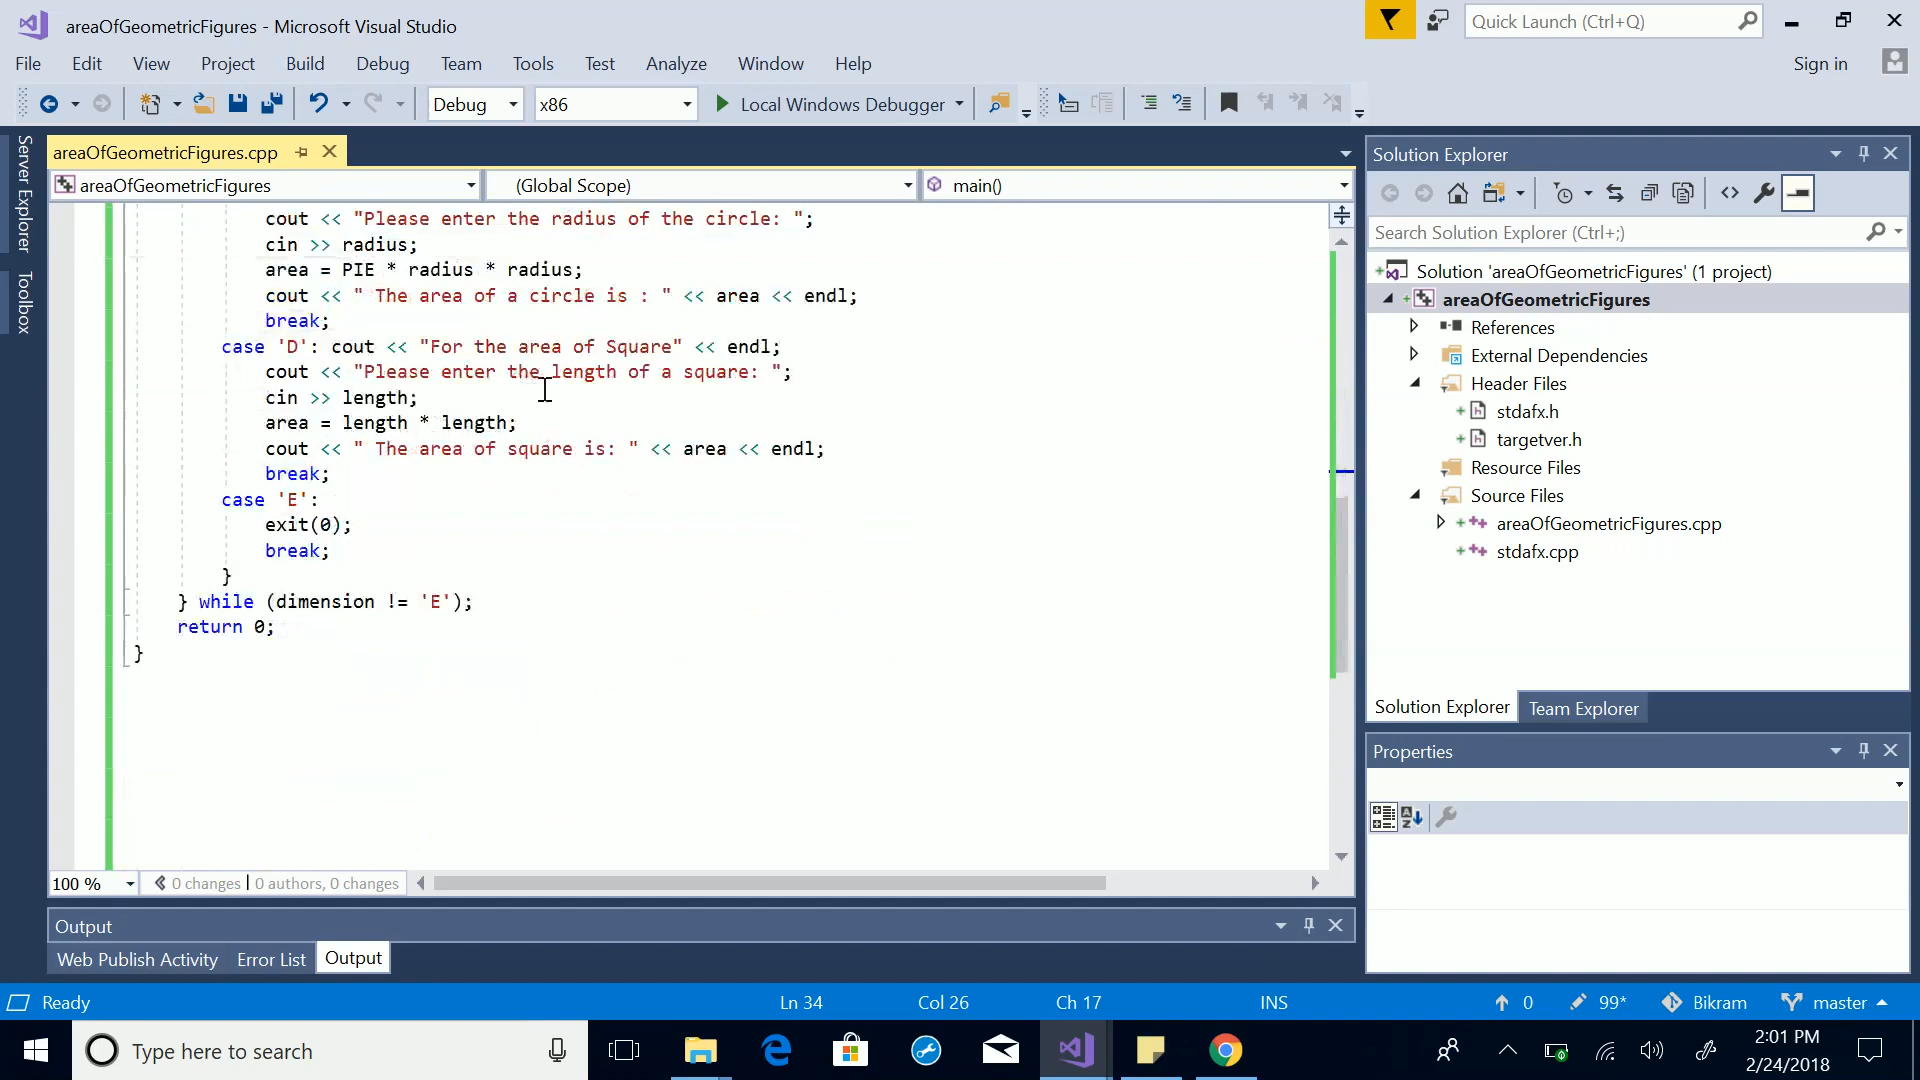 areaOfGeometricFigures - Microsoft Visual Studio
Quick Launch (Ctrl+Q)
File Edit View Project Build Debug Team Tools Test Analyze Window Help
Sign in
Debug x86 Local Windows Debugger
Server Explorer
Toolbox
areaOfGeometricFigures.cpp
areaOfGeometricFigures (Global Scope) main()
cout << "Please enter the radius of the circle: ";
cin >> radius;
area = PIE * radius * radius;
cout << " The area of a circle is : " << area << endl;
break;
case 'D': cout << "For the area of Square" << endl;
cout << "Please enter the length of a square: ";
cin >> length;
area = length * length;
cout << " The area of square is: " << area << endl;
break;
case 'E':
exit(0);
break;
}
} while (dimension != 'E');
return 0;
}
100 % 0 changes | 0 authors, 0 changes
Output
Web Publish Activity Error List Output
Solution Explorer
Search Solution Explorer (Ctrl+;)
Solution 'areaOfGeometricFigures' (1 project)
areaOfGeometricFigures
References
External Dependencies
Header Files
stdafx.h
targetver.h
Resource Files
Source Files
areaOfGeometricFigures.cpp
stdafx.cpp
Solution Explorer Team Explorer
Properties
Ready Ln 34 Col 26 Ch 17 INS 0 99* Bikram master
Type here to search
2:01 PM
2/24/2018